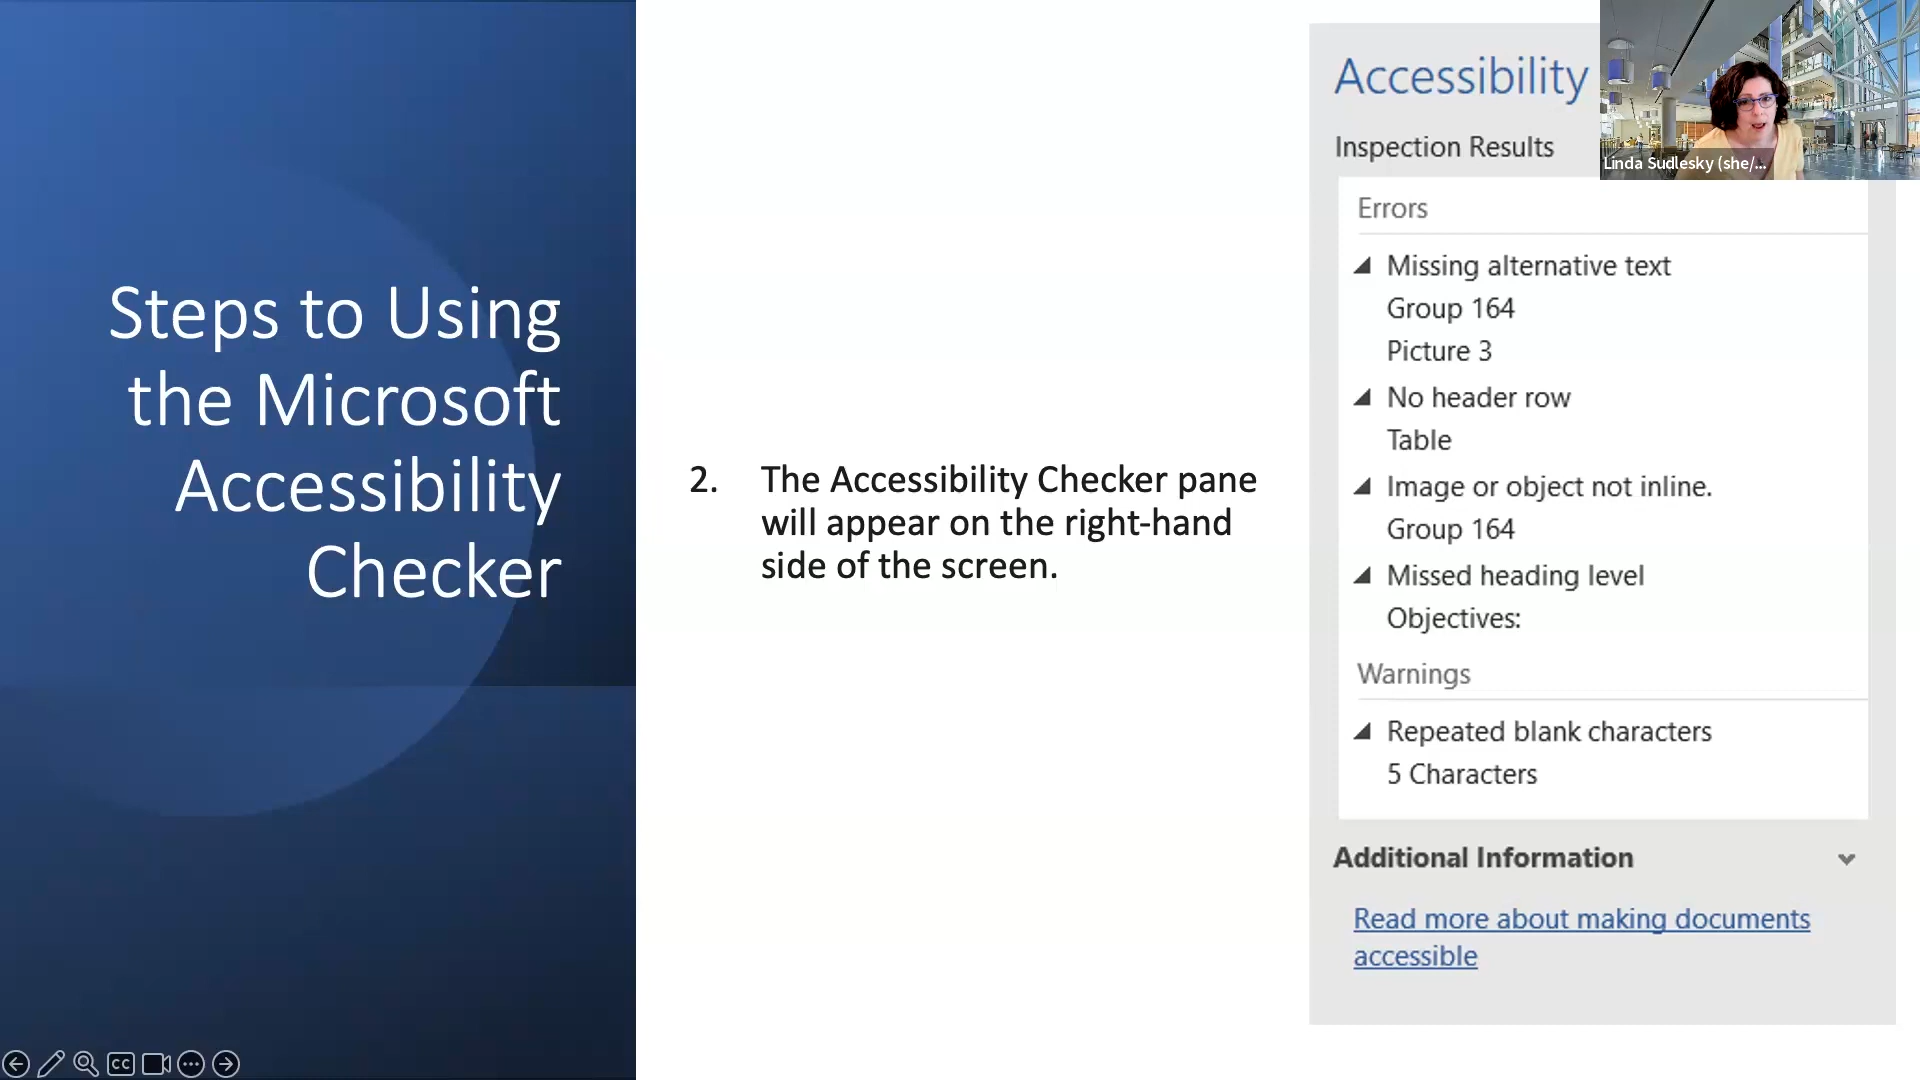 Steps to Using
the Microsoft
Accessibility
Checker
2. The Accessibility Checker pane
will appear on the right-hand
side of the screen.
Accessibility
Inspection Results
Errors
Missing alternative text
Group 164
Picture 3
No header row
Table
Image or object not inline.
Group 164
Missed heading level
Objectives:
Warnings
Repeated blank characters
5 Characters
Additional Information
Read more about making documents
accessible
Linda Sudlesky (she/...
CC